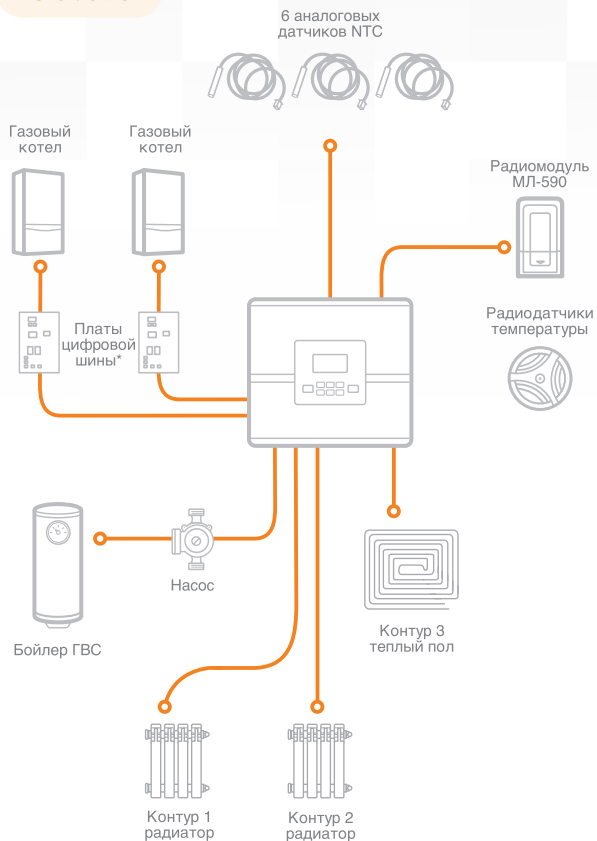 6 аналоговых
датчиков NTC
Газовый
котел
Газовый
котел
Радиомодуль
МЛ-590
Радиодатчики
температуры
Платы
цифровой
шины*
Насос
Бойлер ГВС
Контур 3
теплый пол
Контур 1
радиатор
Контур 2
радиатор